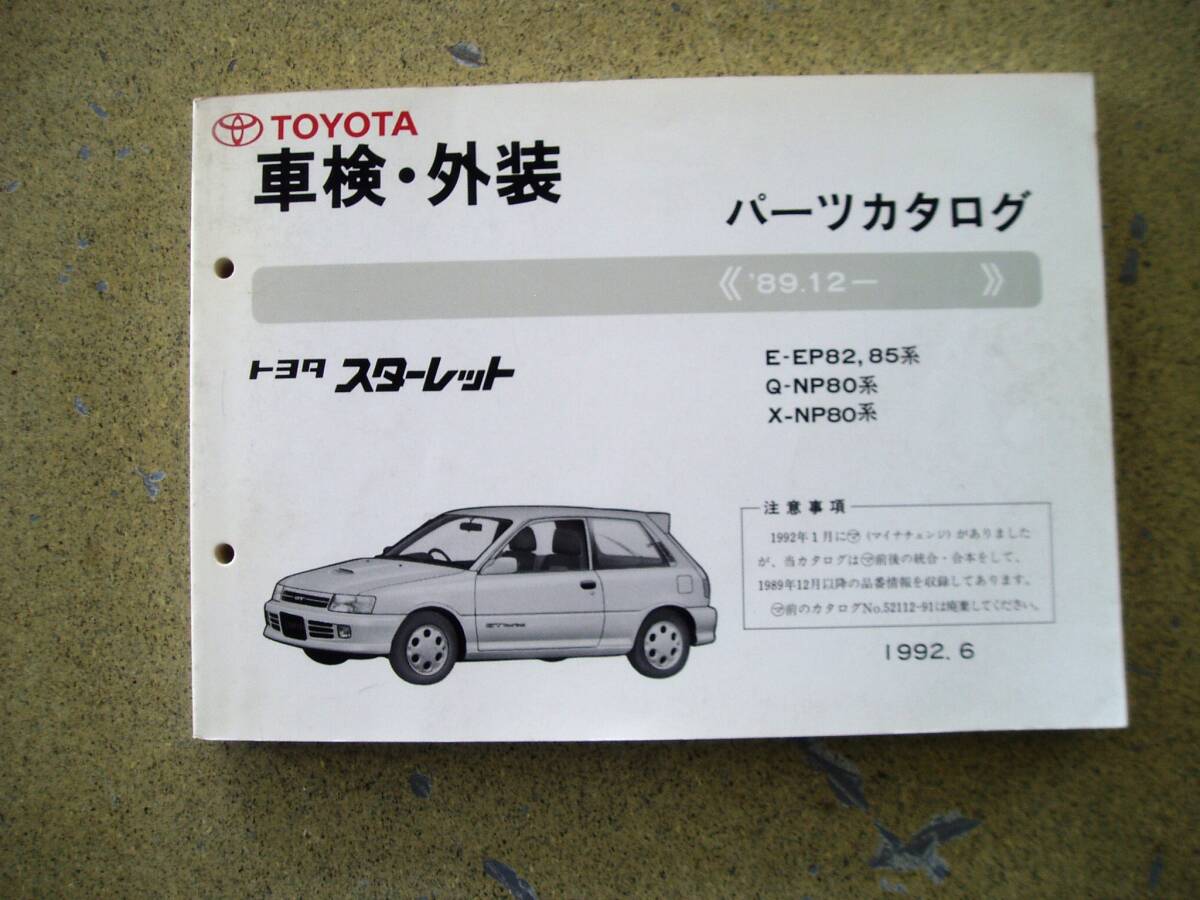 TOYOTA
車検・外装
パーツカタログ
《 '89.12— 》
トヨタ スターレット
E-EP82, 85系
Q-NP80系
X-NP80系
注意事項
1992年1月に㋮(マイナチェンジ)がありました
が、当カタログは㋮前後の統合・合本をして、
1989年12月以降の品番情報を収録してあります。
㋮前のカタログNo.52112-91は廃棄してください。
1992.6
GT